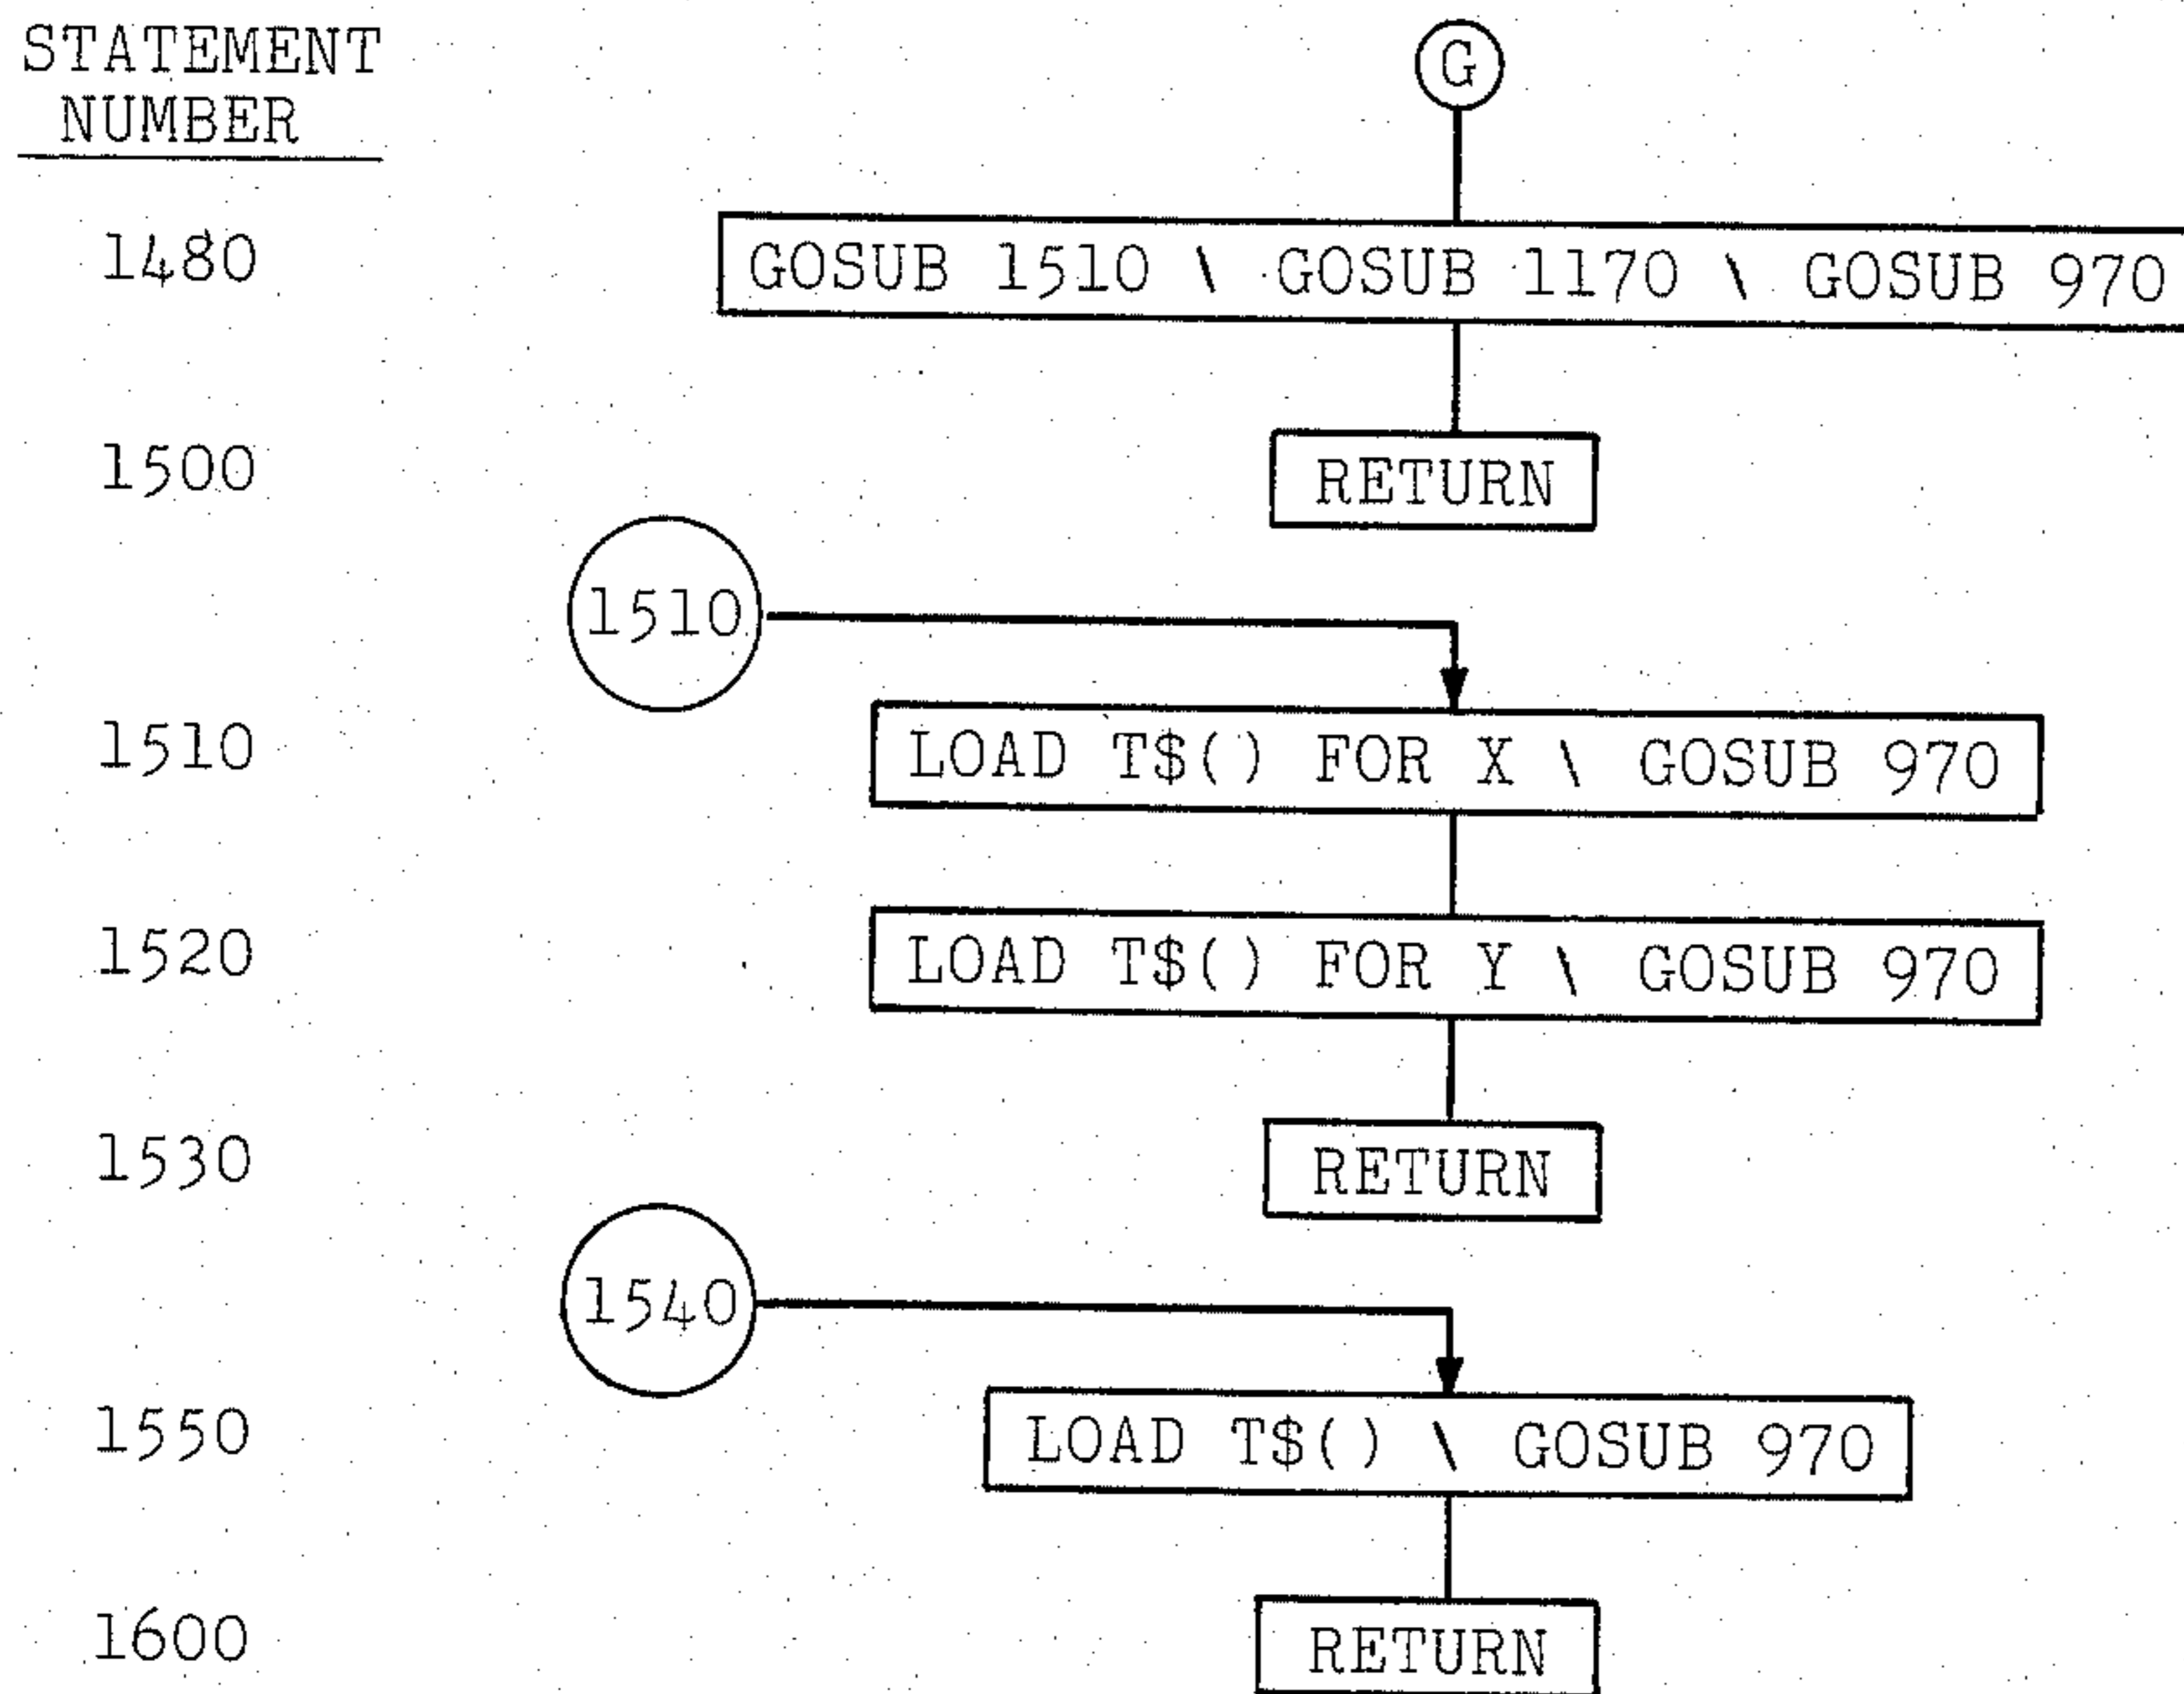 STATEMENT
NUMBER
G
1480
GOSUB 1510 \ GOSUB 1170 \ GOSUB 970
1500
RETURN
1510
1510
LOAD T$() FOR X \ GOSUB 970
1520
LOAD T$() FOR Y \ GOSUB 970
1530
RETURN
1540
1550
LOAD T$() \ GOSUB 970
1600
RETURN